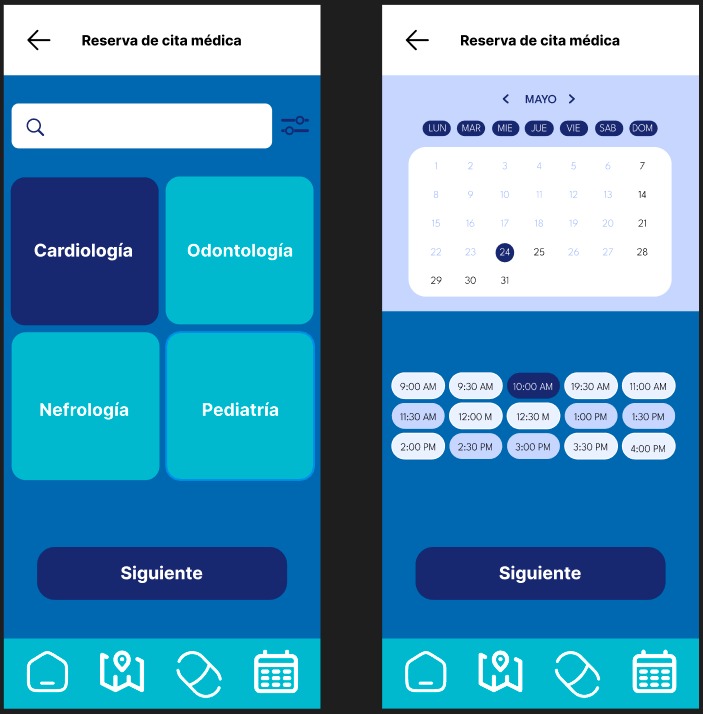 Reserva de cita médica
Cardiología
Odontología
Nefrología
Pediatría
Siguiente
Reserva de cita médica
< MAYO >
LUN MAR MIE JUE VIE SAB DOM
1 2 3 4 5 6 7
8 9 10 11 12 13 14
15 16 17 18 19 20 21
22 23 24 25 26 27 28
29 30 31
9:00 AM 9:30 AM 10:00 AM 19:30 AM 11:00 AM
11:30 AM 12:00 M 12:30 M 1:00 PM 1:30 PM
2:00 PM 2:30 PM 3:00 PM 3:30 PM 4:00 PM
Siguiente